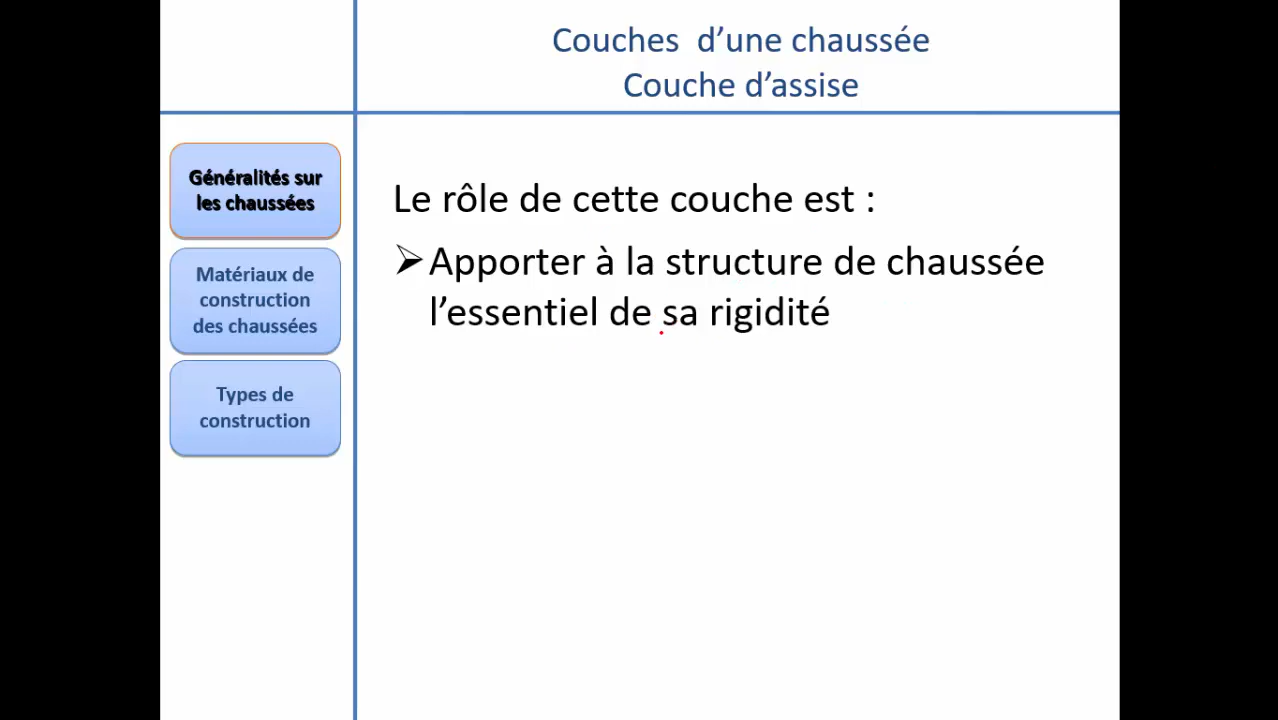 Couches d’une chaussée
Couche d’assise
Généralités sur
les chaussées
Matériaux de
construction
des chaussées
Types de
construction
Le rôle de cette couche est :
Apporter à la structure de chaussée
l’essentiel de sa rigidité